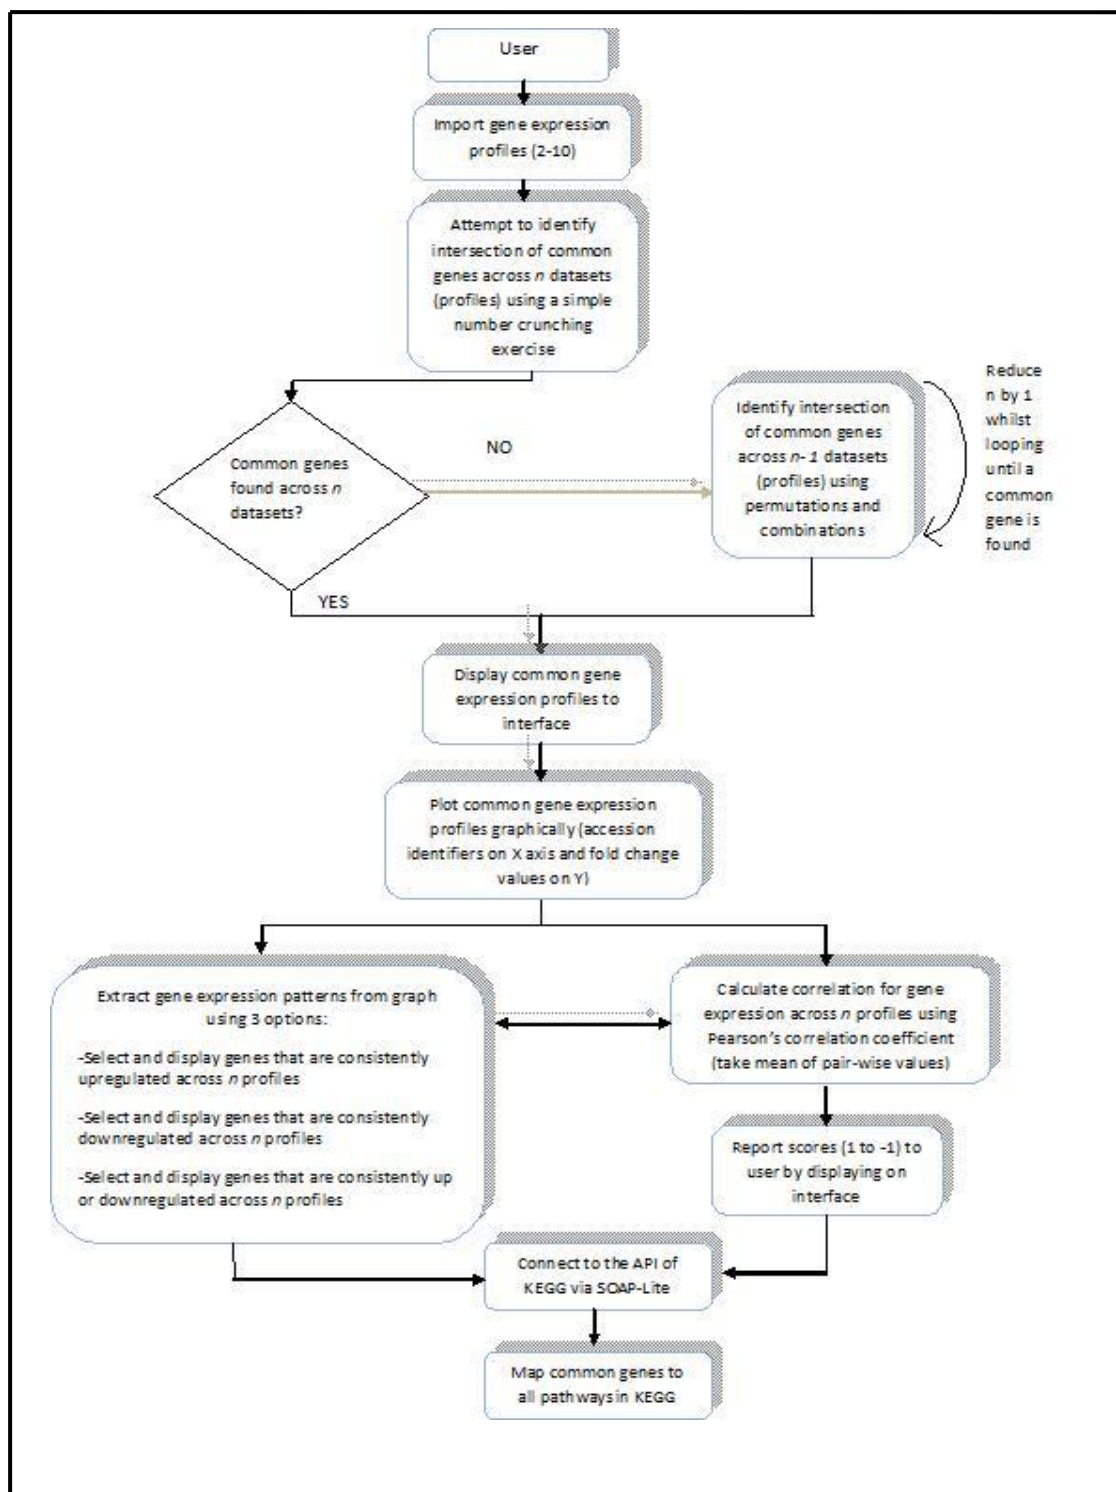 User
Import gene expression
profiles (2-10)
Attempt to identify
intersection of common
genes across n datasets
(profiles) using a simple
number crunching
exercise
Common genes
found across n
datasets?
NO
Identify intersection
of common genes
across n- 1 datasets
(profiles) using
permutations and
combinations
Reduce
n by 1
whilst
looping
until a
common
gene is
found
YES
Display common gene
expression profiles to
interface
Plot common gene expression
profiles graphically (accession
identifiers on X axis and fold change
values on Y)
Extract gene expression patterns from graph
using 3 options:
-Select and display genes that are consistently
upregulated across n profiles
-Select and display genes that are consistently
downregulated across n profiles
-Select and display genes that are consistently up
or downregulated across n profiles
Calculate correlation for gene
expression across n profiles using
Pearson's correlation coefficient
(take mean of pair-wise values)
Report scores (1 to -1) to
user by displaying on
interface
Connect to the API of
KEGG via SOAP-Lite
Map common genes to
all pathways in KEGG